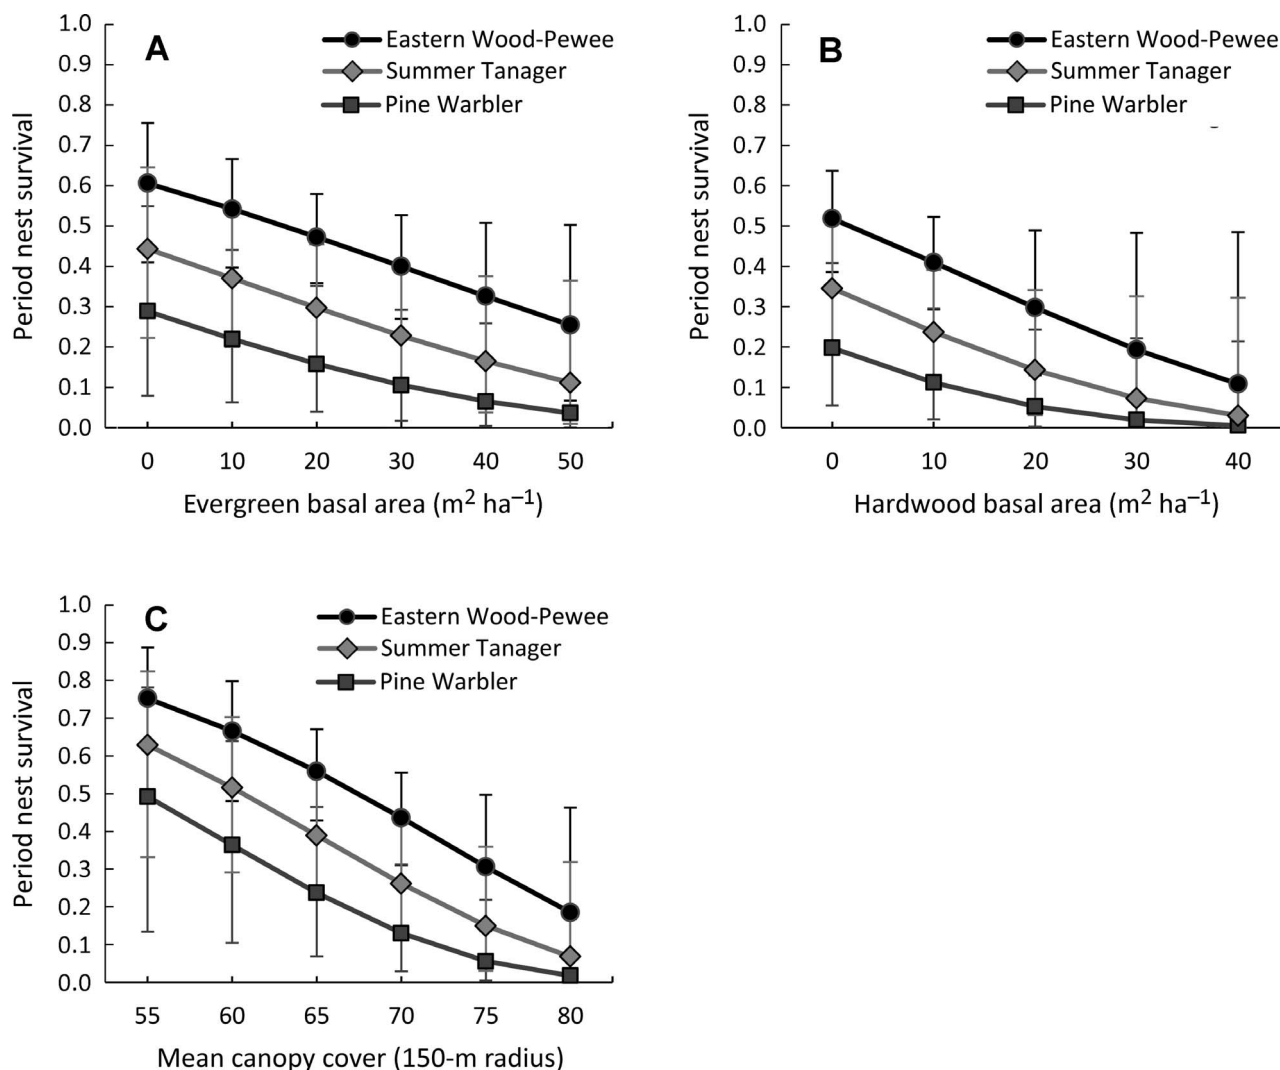 A
Eastern Wood-Pewee
Summer Tanager
Pine Warbler
Period nest survival
1.0
0.9
0.8
0.7
0.6
0.5
0.4
0.3
0.2
0.1
0.0
0 10 20 30 40 50
Evergreen basal area (m² ha⁻¹)
B
Eastern Wood-Pewee
Summer Tanager
Pine Warbler
Period nest survival
1.0
0.9
0.8
0.7
0.6
0.5
0.4
0.3
0.2
0.1
0.0
0 10 20 30 40
Hardwood basal area (m² ha⁻¹)
C
Eastern Wood-Pewee
Summer Tanager
Pine Warbler
Period nest survival
1.0
0.9
0.8
0.7
0.6
0.5
0.4
0.3
0.2
0.1
0.0
55 60 65 70 75 80
Mean canopy cover (150-m radius)